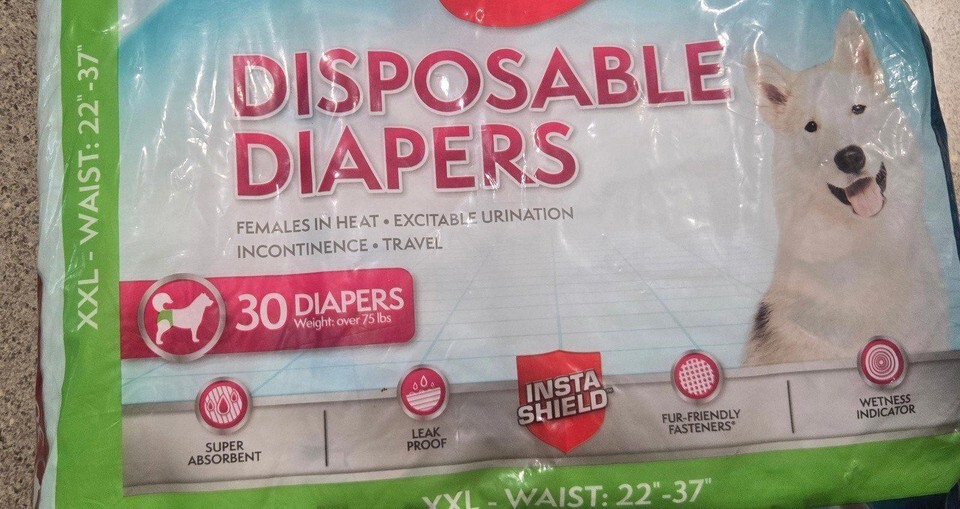 DISPOSABLE
DIAPERS
FEMALES IN HEAT • EXCITABLE URINATION
INCONTINENCE • TRAVEL
30 DIAPERS
Weight: over 75 lbs
XXL - WAIST: 22"-37"
SUPER
ABSORBENT
LEAK
PROOF
INSTA
SHIELD
FUR-FRIENDLY
FASTENERS®
WETNESS
INDICATOR
XXL - WAIST: 22"-37"